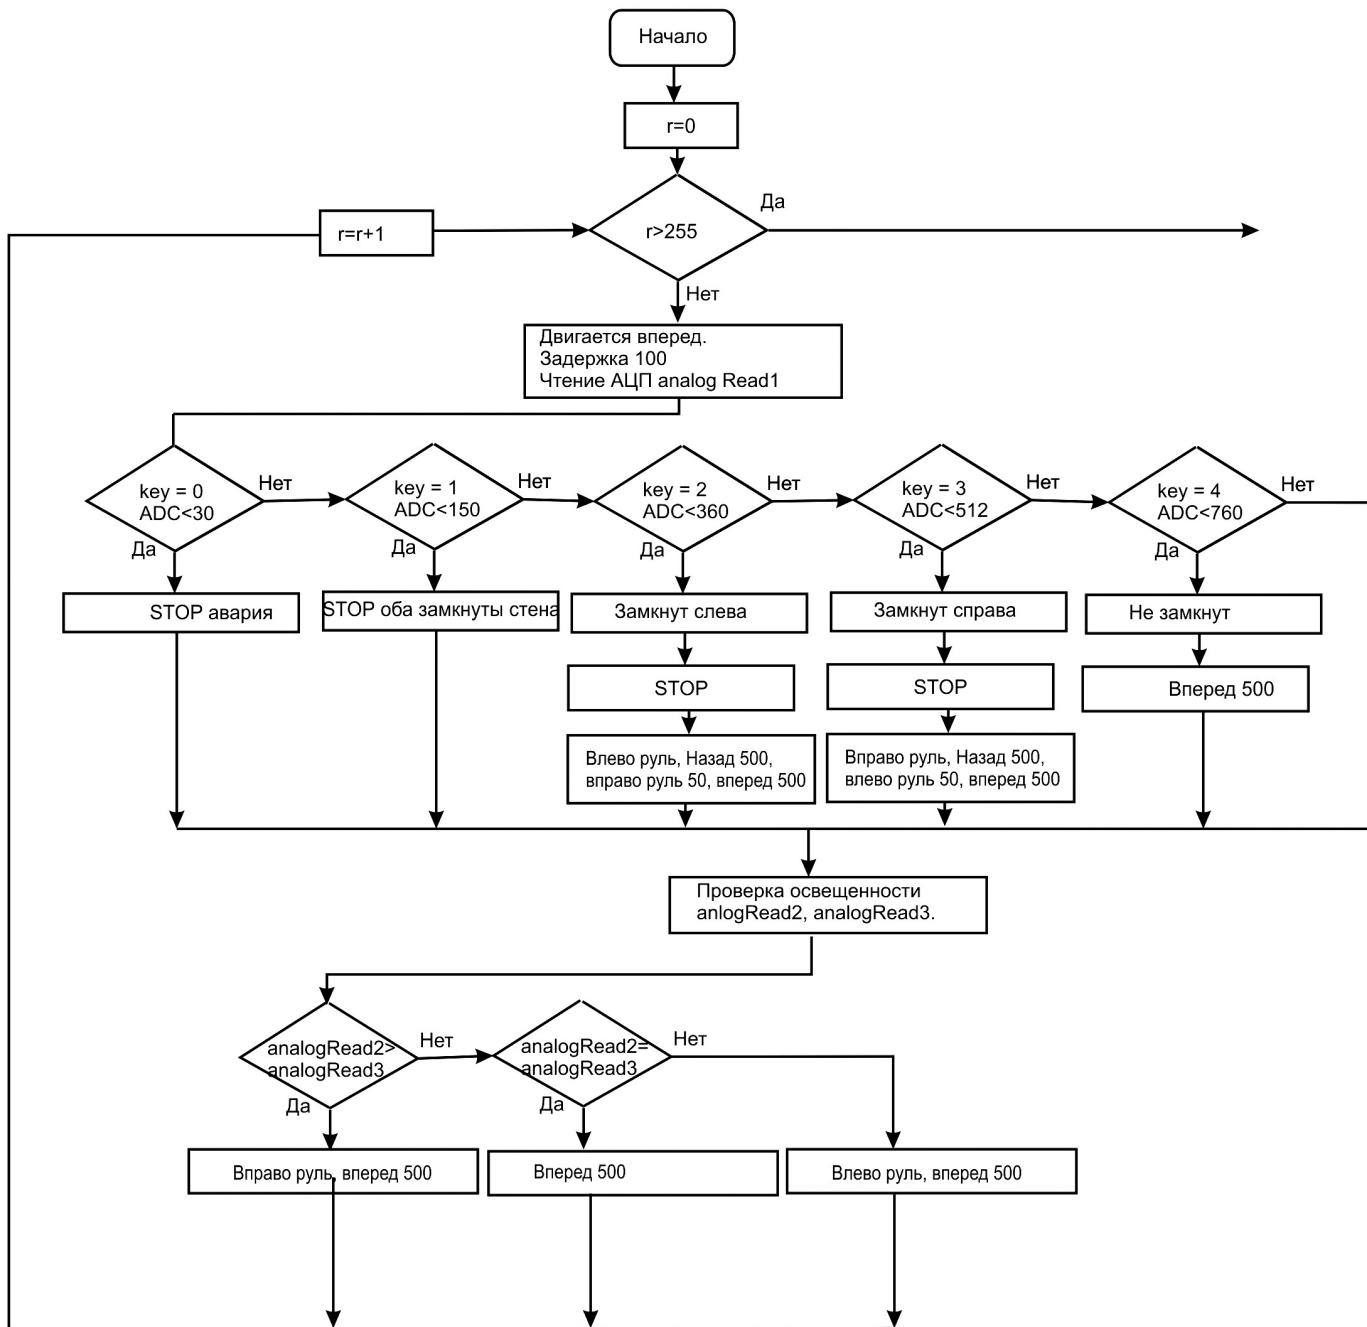 Начало
r=0
Да
r=r+1
r>255
Нет
Двигается вперед.
Задержка 100
Чтение АЦП analog Read1
key = 0
ADC<30
Нет
Да
key = 1
ADC<150
Нет
Да
key = 2
ADC<360
Нет
Да
key = 3
ADC<512
Нет
Да
key = 4
ADC<760
Нет
Да
STOP авария
STOP оба замкнуты стена
Замкнут слева
Замкнут справа
Не замкнут
STOP
STOP
Вперед 500
Влево руль, Назад 500,
вправо руль 50, вперед 500
Вправо руль, Назад 500,
влево руль 50, вперед 500
Проверка освещенности
anlogRead2, analogRead3.
analogRead2>
analogRead3
Нет
Да
analogRead2=
analogRead3
Нет
Да
Вправо руль, вперед 500
Вперед 500
Влево руль, вперед 500